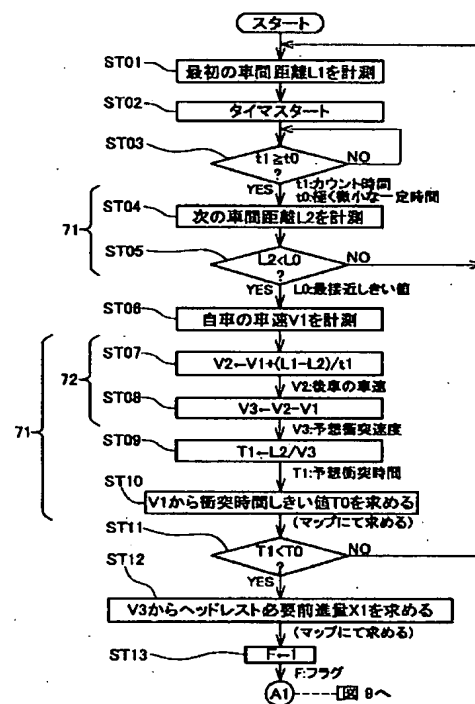 スタート
ST01
最初の車間距離L1を計測
ST02
タイマスタート
ST03
t1≧t0
?
NO
YES
t1:カウント時間
t0:極く微小な一定時間
ST04
次の車間距離L2を計測
71
ST05
L2<L0
?
NO
YES
L0:最接近しきい値
ST06
自車の車速V1を計測
ST07
V2←V1+(L1-L2)/t1
72
V2:後車の車速
ST08
V3←V2-V1
71
V3:予想衝突速度
ST09
T1←L2/V3
T1:予想衝突時間
ST10
V1から衝突時間しきい値T0を求める
(マップにて求める)
ST11
T1<T0
?
NO
YES
ST12
V3からヘッドレスト必要前進量X1を求める
(マップにて求める)
ST13
F←1
F:フラグ
A1
図9へ